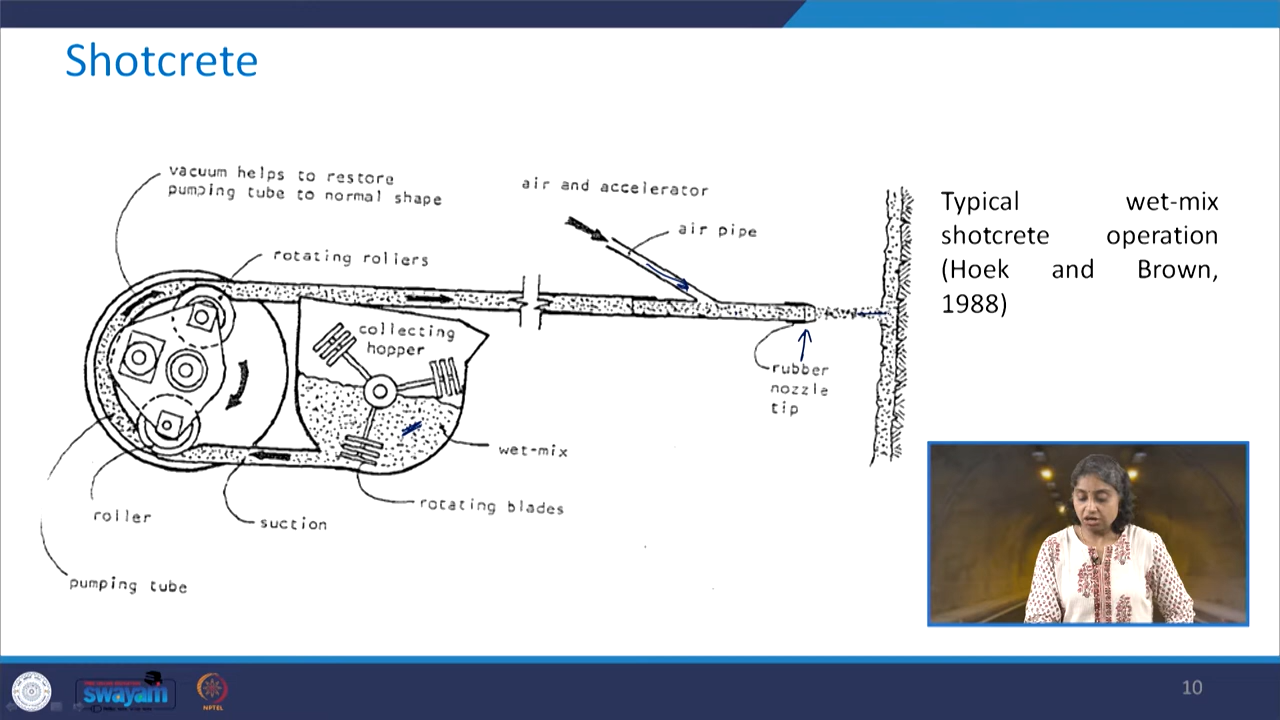 Shotcrete
vacuum helps to restore
pumping tube to normal shape
air and accelerator
air pipe
rotating rollers
collecting
hopper
rubber
nozzle
tip
wet-mix
rotating blades
suction
roller
pumping tube
Typical wet-mix
shotcrete operation
(Hoek and Brown,
1988)
swayam
NPTEL
10